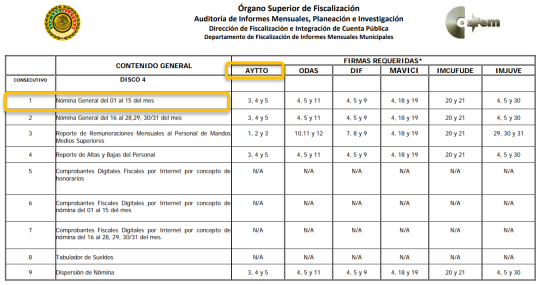 Órgano Superior de Fiscalización
Auditoría de Informes Mensuales, Planeación e Investigación
Dirección de Fiscalización e Integración de Cuenta Pública
Departamento de Fiscalización de Informes Mensuales Municipales
osfem
CONTENIDO GENERAL FIRMAS REQUERIDAS*
AYTTO ODAS DIF MAVICI IMCUFUDE IMJUVE
CONSECUTIVO DISCO 4
1 Nómina General del 01 al 15 del mes 3, 4 y 5 4, 5 y 11 4, 5 y 9 4, 18 y 19 20 y 21 4, 5 y 30
2 Nómina General del 16 al 28,29, 30/31 del mes 3, 4 y 5 4, 5 y 11 4, 5 y 9 4, 18 y 19 20 y 21 4, 5 y 30
3 Reporte de Remuneraciones Mensuales al Personal de Mandos 1, 2 y 3 10,11 y 12 7, 8 y 9 4, 18 y 19 20 y 21 29, 30 y 31
Medios Superiores
4 Reporte de Altas y Bajas del Personal 3, 4 y 5 4, 5 y 11 4, 5 y 9 4, 18 y 19 20 y 21 4, 5 y 30
5 Comprobantes Digitales Fiscales por Internet por concepto de N/A N/A N/A N/A N/A N/A
honorarios
6 Comprobantes Digitales Fiscales por Internet por concepto de N/A N/A N/A N/A N/A N/A
nómina del 01 al 15 del mes
7 Comprobantes Digitales Fiscales por Internet por concepto de N/A N/A N/A N/A N/A N/A
nómina del 16 al 28, 29, 30/31 del mes
8 Tabulador de Sueldos N/A N/A N/A N/A N/A N/A
9 Dispersión de Nómina 3, 4 y 5 4, 5 y 11 4, 5 y 9 4, 18 y 19 20 y 21 4, 5 y 30